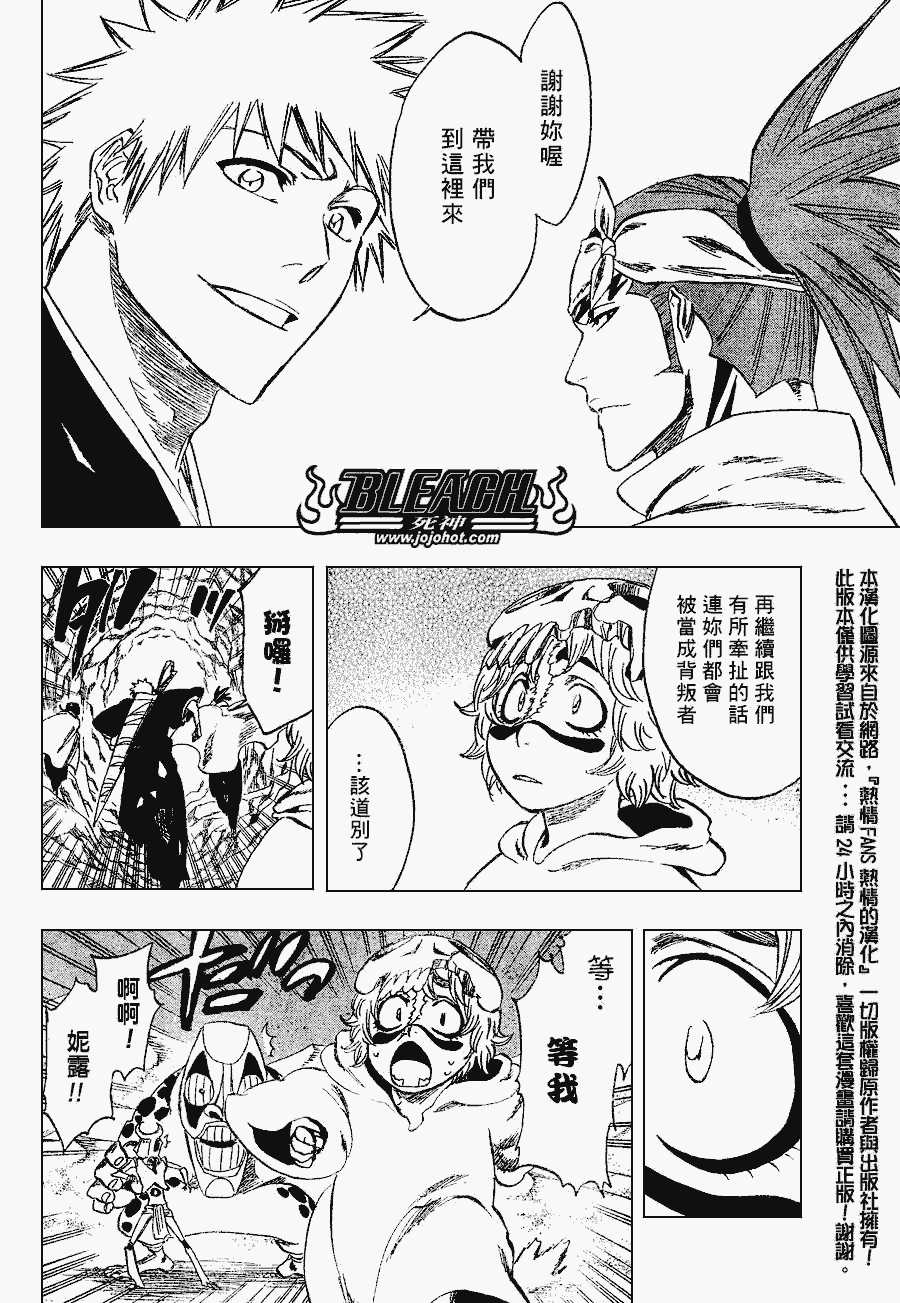 謝謝妳喔
帶我們
到這裡來
BLEACH
死神
www.jojohot.com
再繼續跟我們
有所牽扯的話
連妳們都會
被當成背叛者
…該道別了
掰囉！
等…
等我
啊啊！
妮露!!
本漢化圖源來自於網路，『熱情FANS熱情的漢化』一切版權歸原作者與出版社擁有！
此版本僅供學習試看交流… 請24小時之內消除，喜歡這套漫畫請購買正版！謝謝。